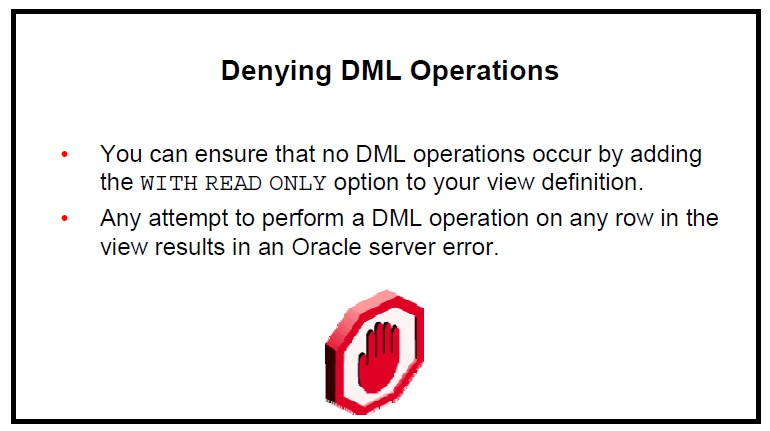 Denying DML Operations
• You can ensure that no DML operations occur by adding
the WITH READ ONLY option to your view definition.
• Any attempt to perform a DML operation on any row in the
view results in an Oracle server error.